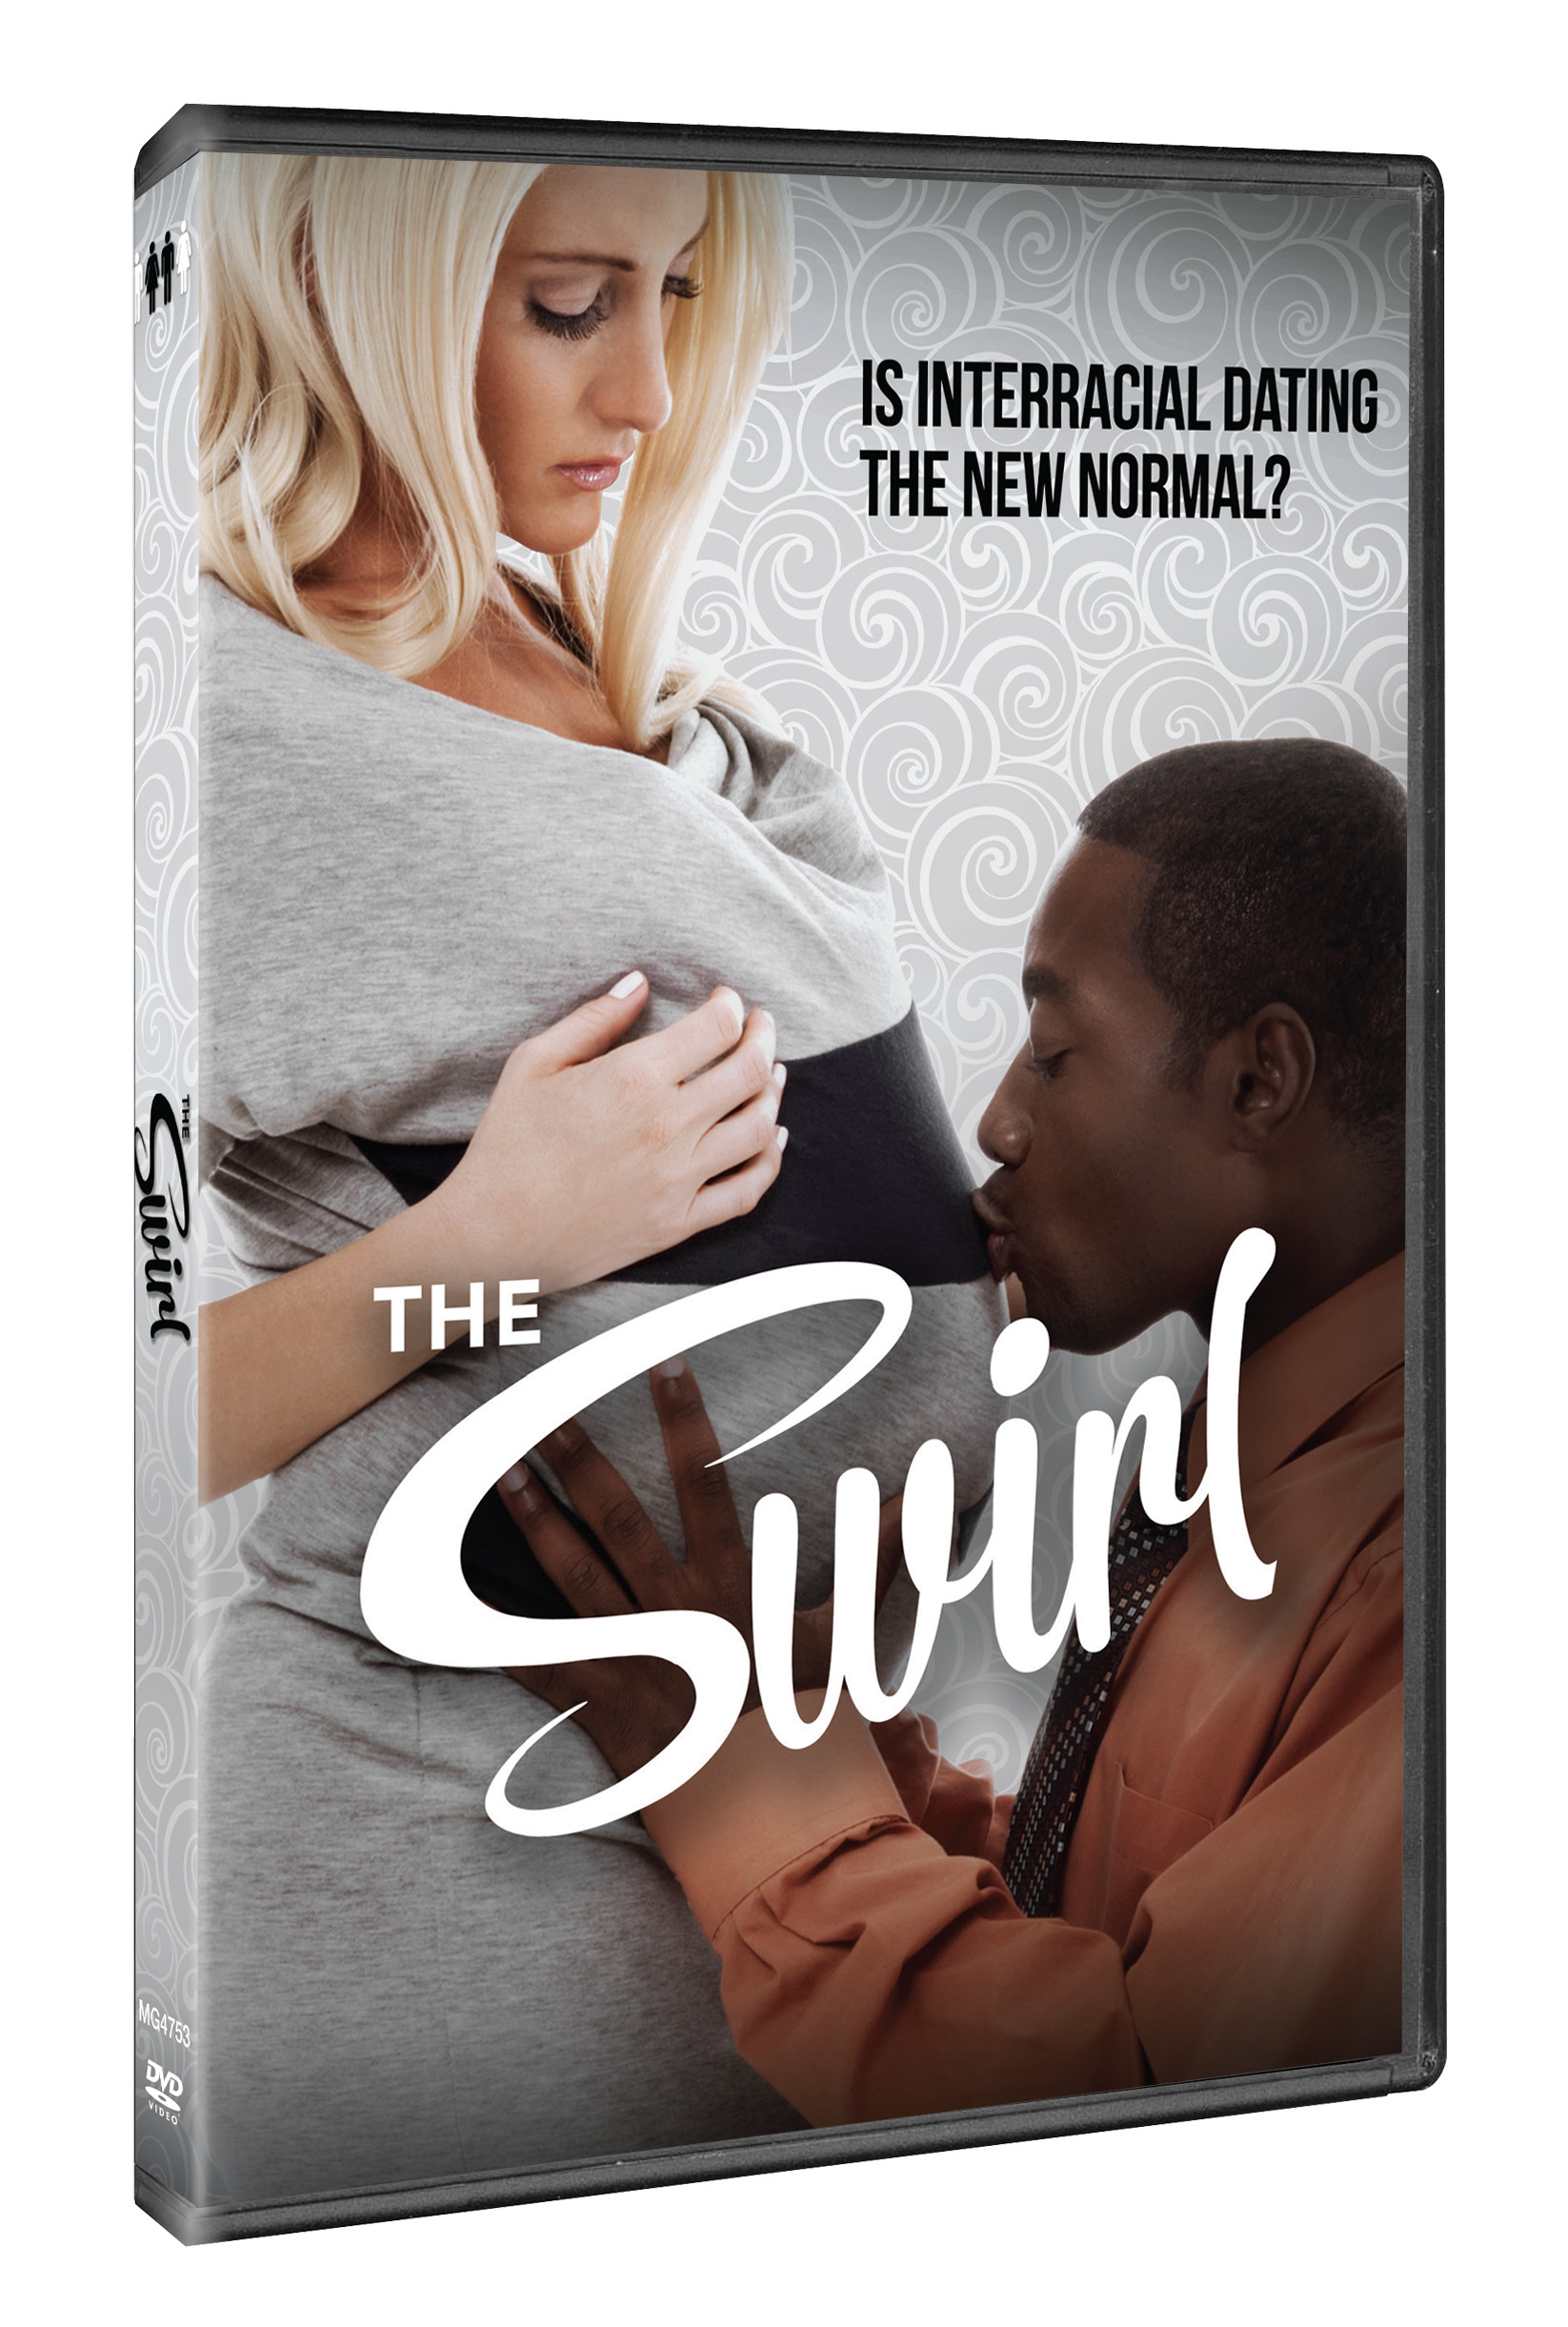 IS INTERRACIAL DATING
THE NEW NORMAL?
THE
Swirl
THE
Swirl
MG4753
DVD
VIDEO